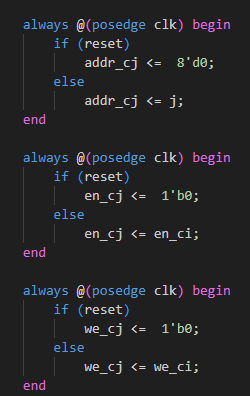 always @(posedge clk) begin
    if (reset)
        addr_cj <=  8'd0;
    else
        addr_cj <= j;
end
always @(posedge clk) begin
    if (reset)
        en_cj <=  1'b0;
    else
        en_cj <= en_ci;
end
always @(posedge clk) begin
    if (reset)
        we_cj <=  1'b0;
    else
        we_cj <= we_ci;
end